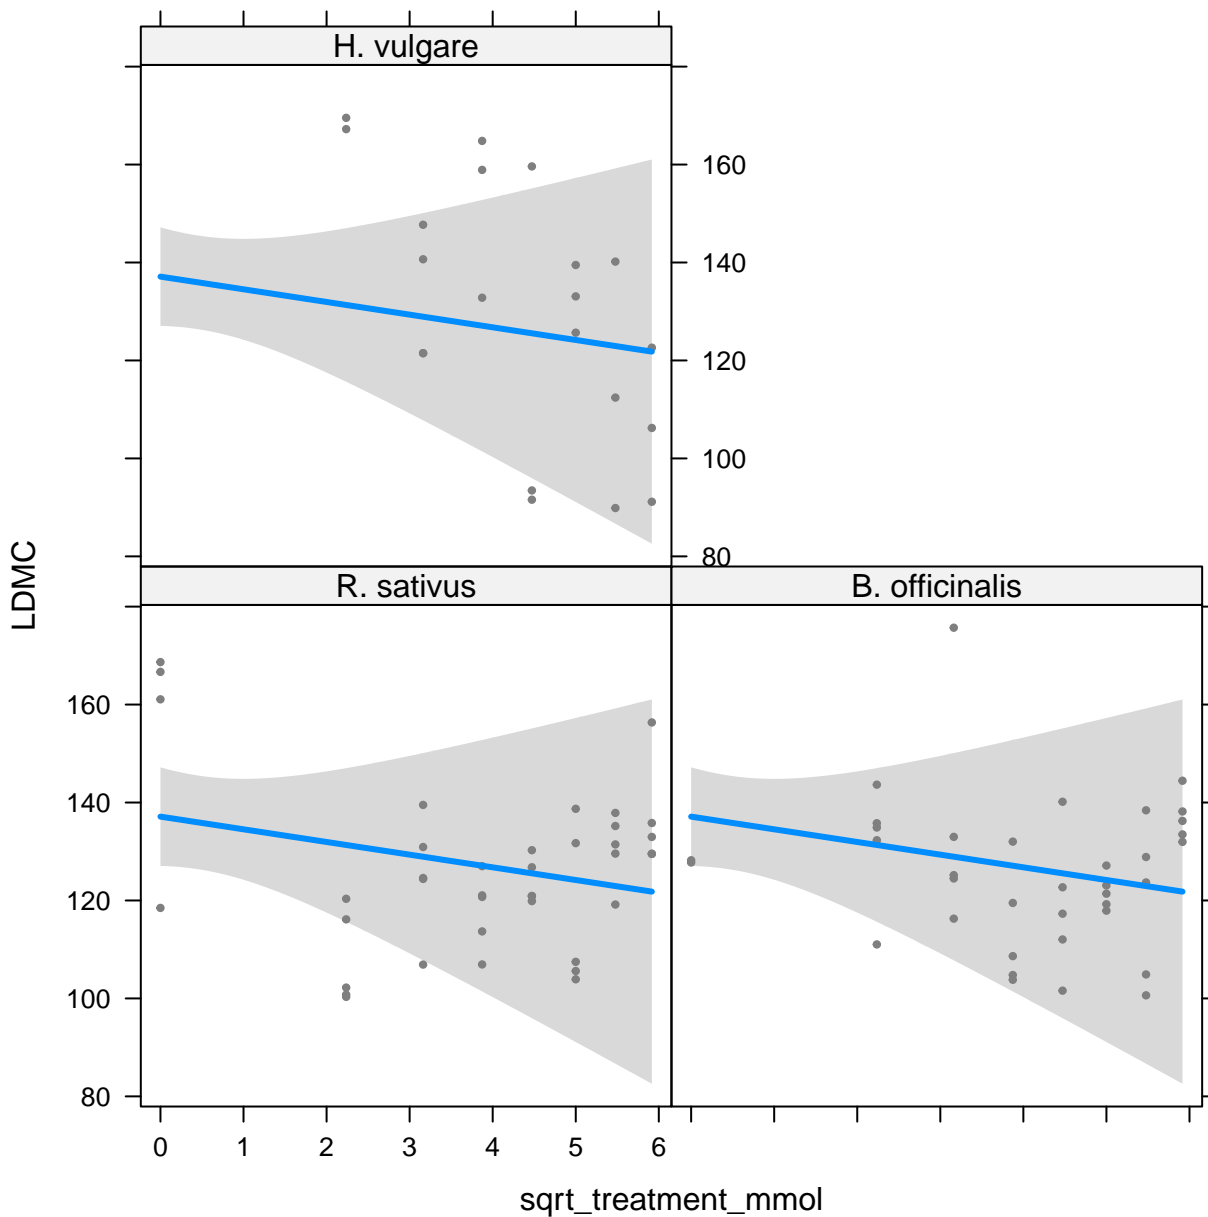 H. vulgare
160
140
120
100
80
LDMC
R. sativus
B. officinalis
160
140
120
100
80
0 1 2 3 4 5 6
sqrt_treatment_mmol